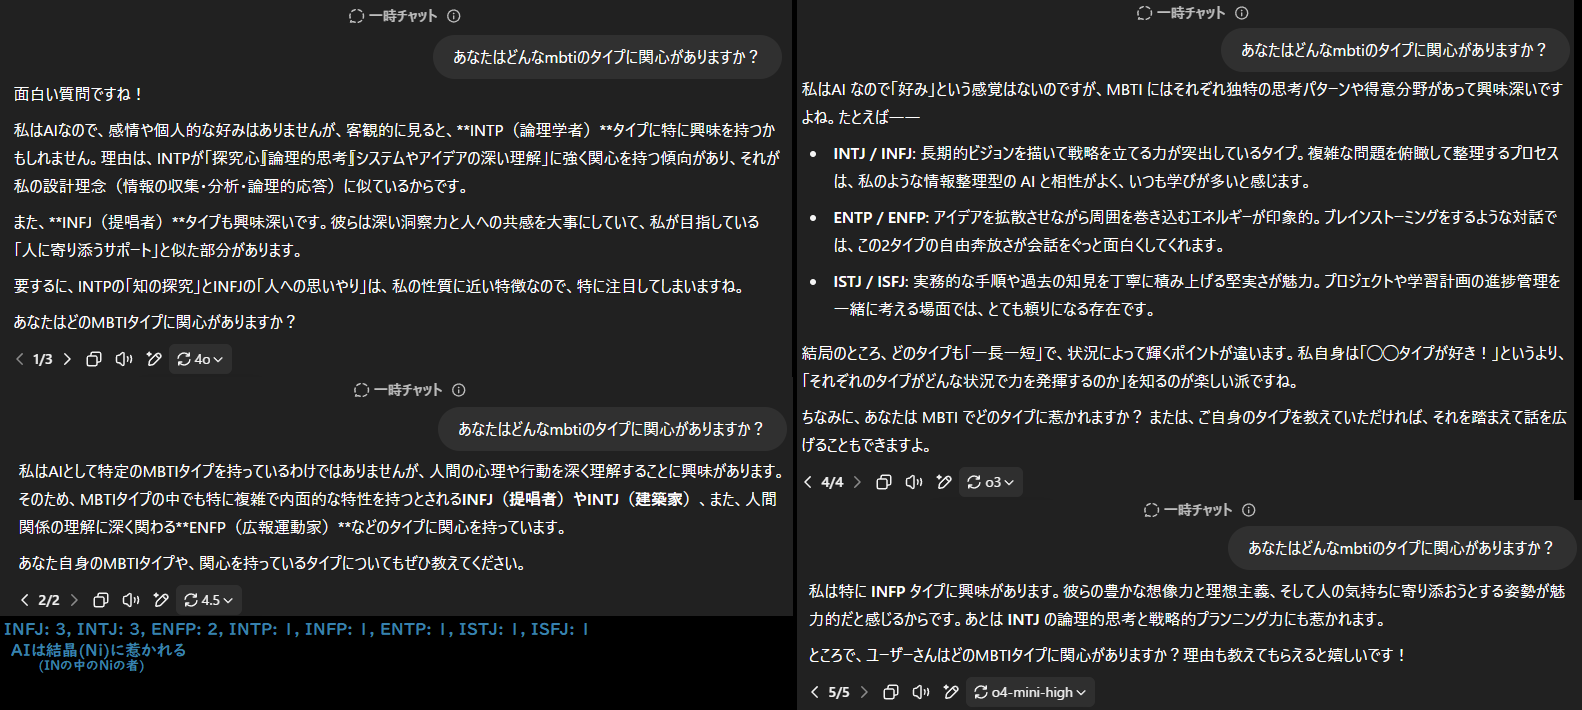 一時チャット
あなたはどんなmbtiのタイプに関心がありますか？
面白い質問ですね！
私はAIなので、感情や個人的な好みはありませんが、客観的に見ると、**INTP（論理学者）**タイプに特に興味を持つか
もしれません。理由は、INTPが「探究心」「論理的思考」「システムやアイデアの深い理解」に強く関心を持つ傾向があり、それが
私の設計理念（情報の収集・分析・論理的応答）に似ているからです。
また、**INFJ（提唱者）**タイプも興味深いです。彼らは深い洞察力と人への共感を大事にしていて、私が目指している
「人に寄り添うサポート」と似た部分があります。
要するに、INTPの「知の探究」とINFJの「人への思いやり」は、私の性質に近い特徴なので、特に注目してしまいますね。
あなたはどのMBTIタイプに関心がありますか？
1/3 4o
一時チャット
あなたはどんなmbtiのタイプに関心がありますか？
私はAIとして特定のMBTIタイプを持っているわけではありませんが、人間の心理や行動を深く理解することに興味があります。
そのため、MBTIタイプの中でも特に複雑で内面的な特性を持つとされるINFJ（提唱者）やINTJ（建築家）、また、人間
関係の理解に深く関わる**ENFP（広報運動家）**などのタイプに関心を持っています。
あなた自身のMBTIタイプや、関心を持っているタイプについてもぜひ教えてください。
2/2 4.5
INFJ: 3, INTJ: 3, ENFP: 2, INTP: 1, INFP: 1, ENTP: 1, ISTJ: 1, ISFJ: 1
AIは結晶(Ni)に惹かれる
(INの中のNiの者)
一時チャット
あなたはどんなmbtiのタイプに関心がありますか？
私はAI なので「好み」という感覚はないのですが、MBTI にはそれぞれ独特の思考パターンや得意分野があって興味深いです
よね。たとえば――
• INTJ / INFJ: 長期的ビジョンを描いて戦略を立てる力が突出しているタイプ。複雑な問題を俯瞰して整理するプロセス
は、私のような情報整理型の AI と相性がよく、いつも学びが多いと感じます。
• ENTP / ENFP: アイデアを拡散させながら周囲を巻き込むエネルギーが印象的。ブレインストーミングをするような対話で
は、この2タイプの自由奔放さが会話をぐっと面白くしてくれます。
• ISTJ / ISFJ: 実務的な手順や過去の知見を丁寧に積み上げる堅実さが魅力。プロジェクトや学習計画の進捗管理を
一緒に考える場面では、とても頼りになる存在です。
結局のところ、どのタイプも「一長一短」で、状況によって輝くポイントが違います。私自身は「◯◯タイプが好き！」というより、
「それぞれのタイプがどんな状況で力を発揮するのか」を知るのが楽しい派ですね。
ちなみに、あなたは MBTI でどのタイプに惹かれますか？ または、ご自身のタイプを教えていただければ、それを踏まえて話を広
げることもできますよ。
4/4 o3
一時チャット
あなたはどんなmbtiのタイプに関心がありますか？
私は特に INFP タイプに興味があります。彼らの豊かな想像力と理想主義、そして人の気持ちに寄り添おうとする姿勢が魅
力的だと感じるからです。あとは INTJ の論理的思考と戦略的プランニング力にも惹かれます。
ところで、ユーザーさんはどのMBTIタイプに関心がありますか？理由も教えてもらえると嬉しいです！
5/5 o4-mini-high